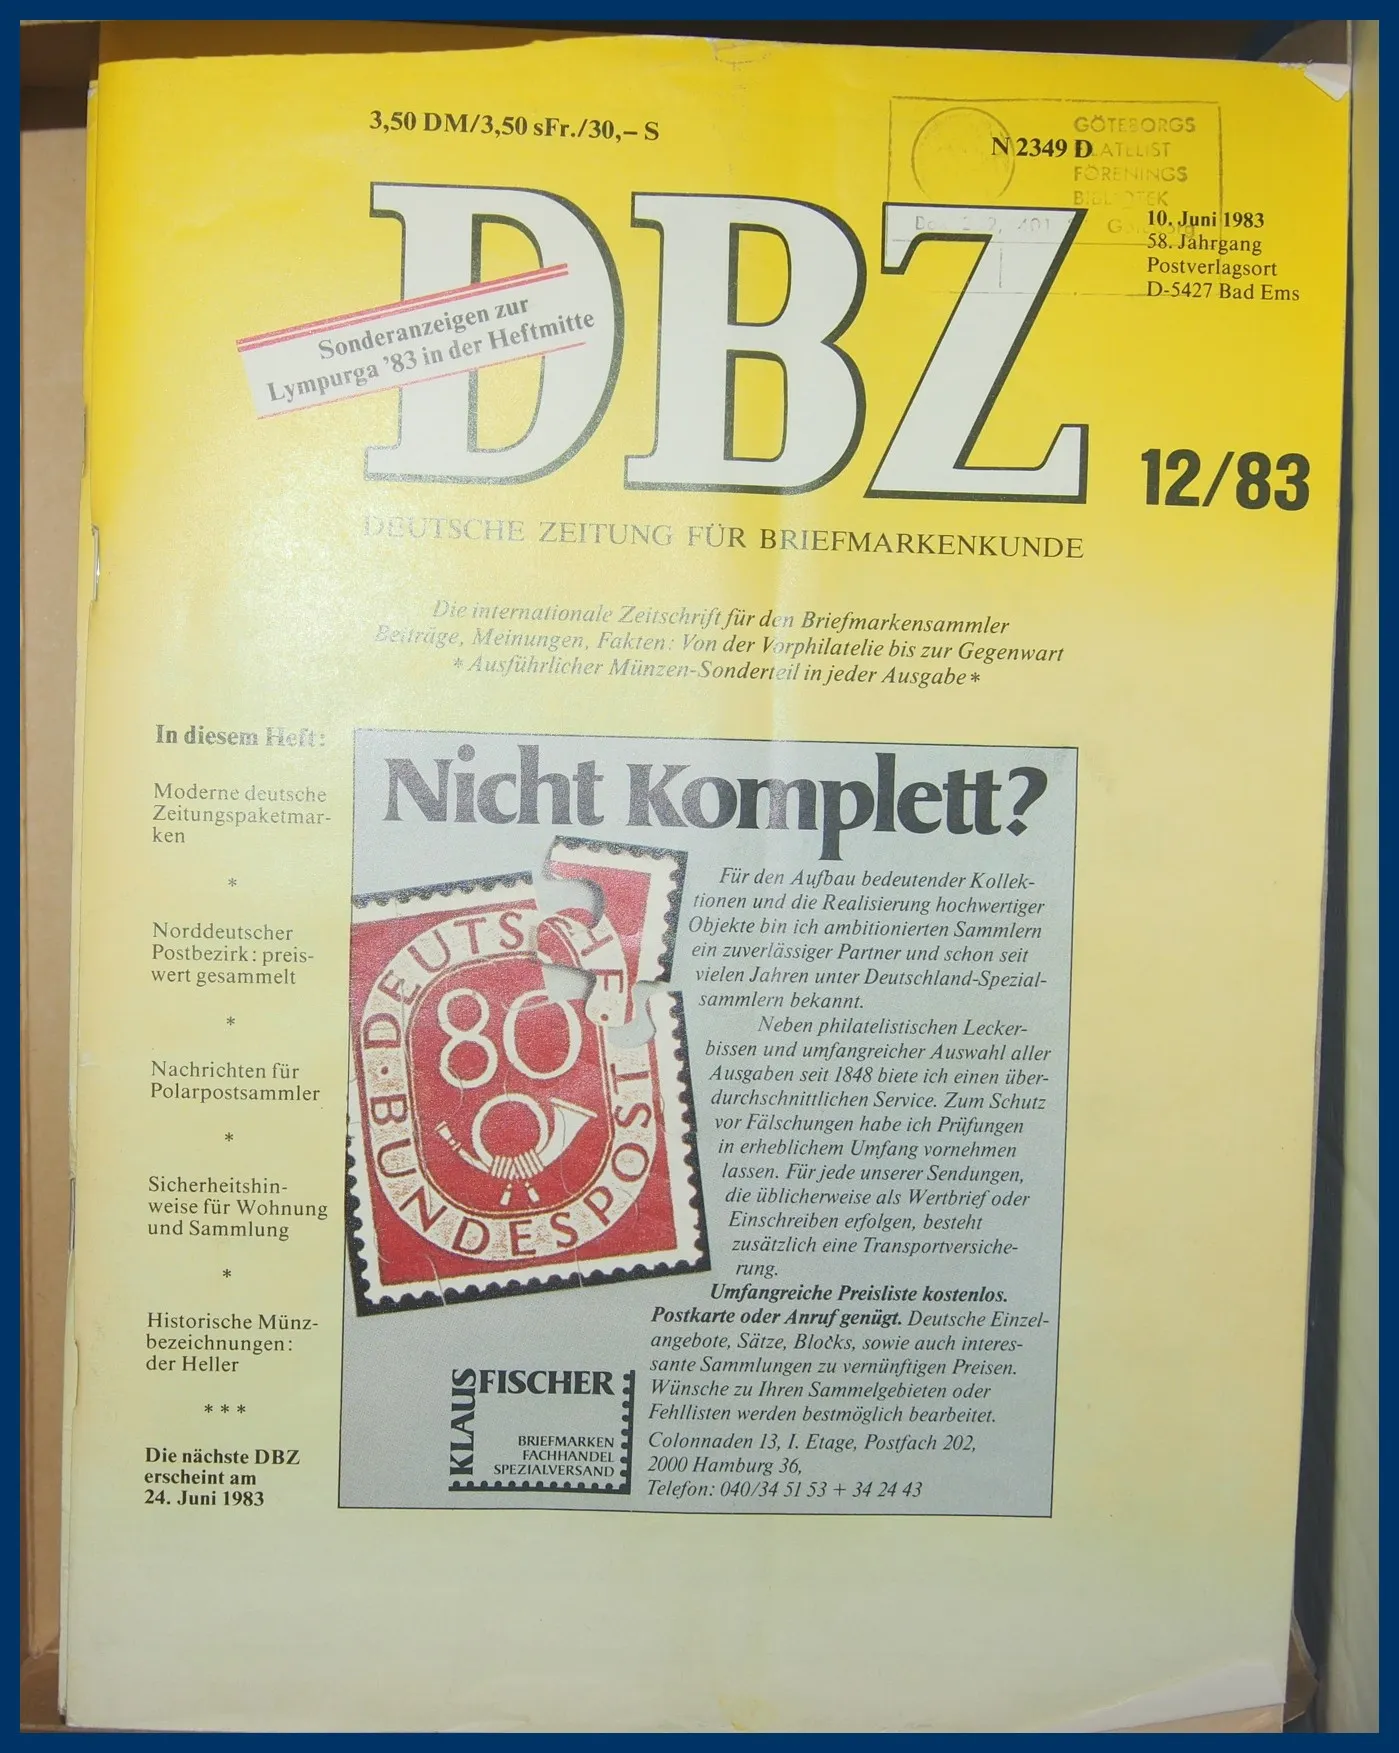 3,50 DM/3,50 sFr./30,– S
GÖTEBORGS
FILATELIST
FÖRENINGS
BIBLIOTEK
N 2349 D
10. Juni 1983
58. Jahrgang
Postverlagsort
D-5427 Bad Ems
DBZ
Sonderanzeigen zur
Lympurga ’83 in der Heftmitte
12/83
DEUTSCHE ZEITUNG FÜR BRIEFMARKENKUNDE
Die internationale Zeitschrift für den Briefmarkensammler
Beiträge, Meinungen, Fakten: Von der Vorphilatelie bis zur Gegenwart
* Ausführlicher Münzen-Sonderteil in jeder Ausgabe *
In diesem Heft:
Moderne deutsche
Zeitungspaketmar-
ken
*
Norddeutscher
Postbezirk: preis-
wert gesammelt
*
Nachrichten für
Polarpostsammler
*
Sicherheitshin-
weise für Wohnung
und Sammlung
*
Historische Münz-
bezeichnungen:
der Heller
* * *
Die nächste DBZ
erscheint am
24. Juni 1983
Nicht Komplett?
DEUTSCHE
80
BUNDESPOST
Für den Aufbau bedeutender Kollek-
tionen und die Realisierung hochwertiger
Objekte bin ich ambitionierten Sammlern
ein zuverlässiger Partner und schon seit
vielen Jahren unter Deutschland-Spezial-
sammlern bekannt.
Neben philatelistischen Lecker-
bissen und umfangreicher Auswahl aller
Ausgaben seit 1848 biete ich einen über-
durchschnittlichen Service. Zum Schutz
vor Fälschungen habe ich Prüfungen
in erheblichem Umfang vornehmen
lassen. Für jede unserer Sendungen,
die üblicherweise als Wertbrief oder
Einschreiben erfolgen, besteht
zusätzlich eine Transportversiche-
rung.
Umfangreiche Preisliste kostenlos.
Postkarte oder Anruf genügt. Deutsche Einzel-
angebote, Sätze, Blocks, sowie auch interes-
sante Sammlungen zu vernünftigen Preisen.
Wünsche zu Ihren Sammelgebieten oder
Fehllisten werden bestmöglich bearbeitet.
Colonnaden 13, I. Etage, Postfach 202,
2000 Hamburg 36,
Telefon: 040/34 51 53 + 34 24 43
KLAUS
FISCHER
BRIEFMARKEN
FACHHANDEL
SPEZIALVERSAND